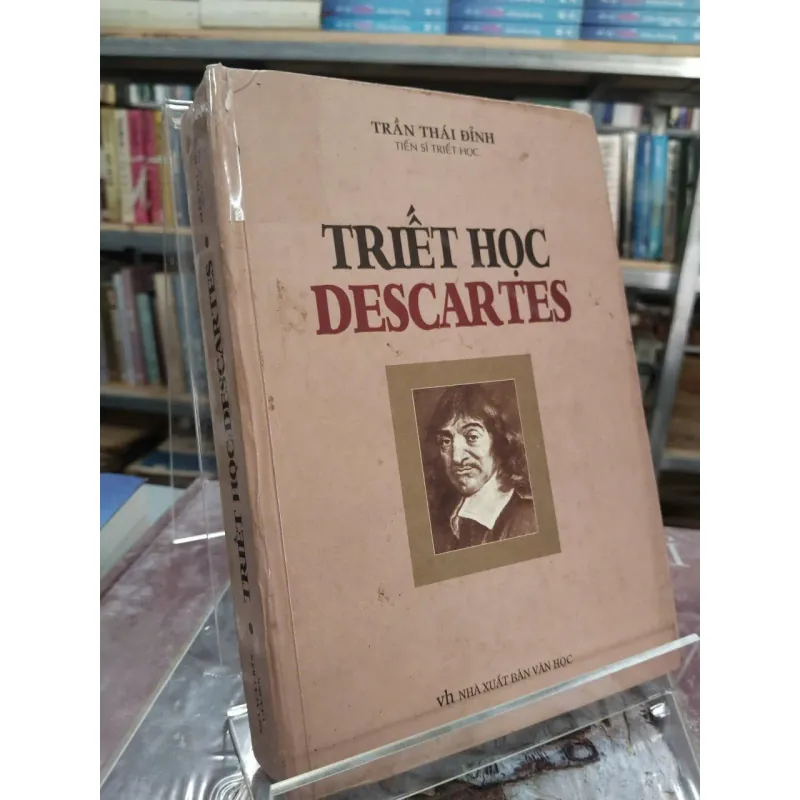 TRẦN THÁI ĐỈNH
TIẾN SĨ TRIẾT HỌC
TRIẾT HỌC
DESCARTES
vh NHÀ XUẤT BẢN VĂN HỌC
TRIẾT HỌC DESCARTES